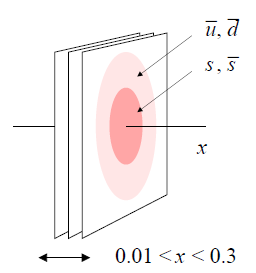 u̅, d̅
s, s̅
x
0.01 < x < 0.3